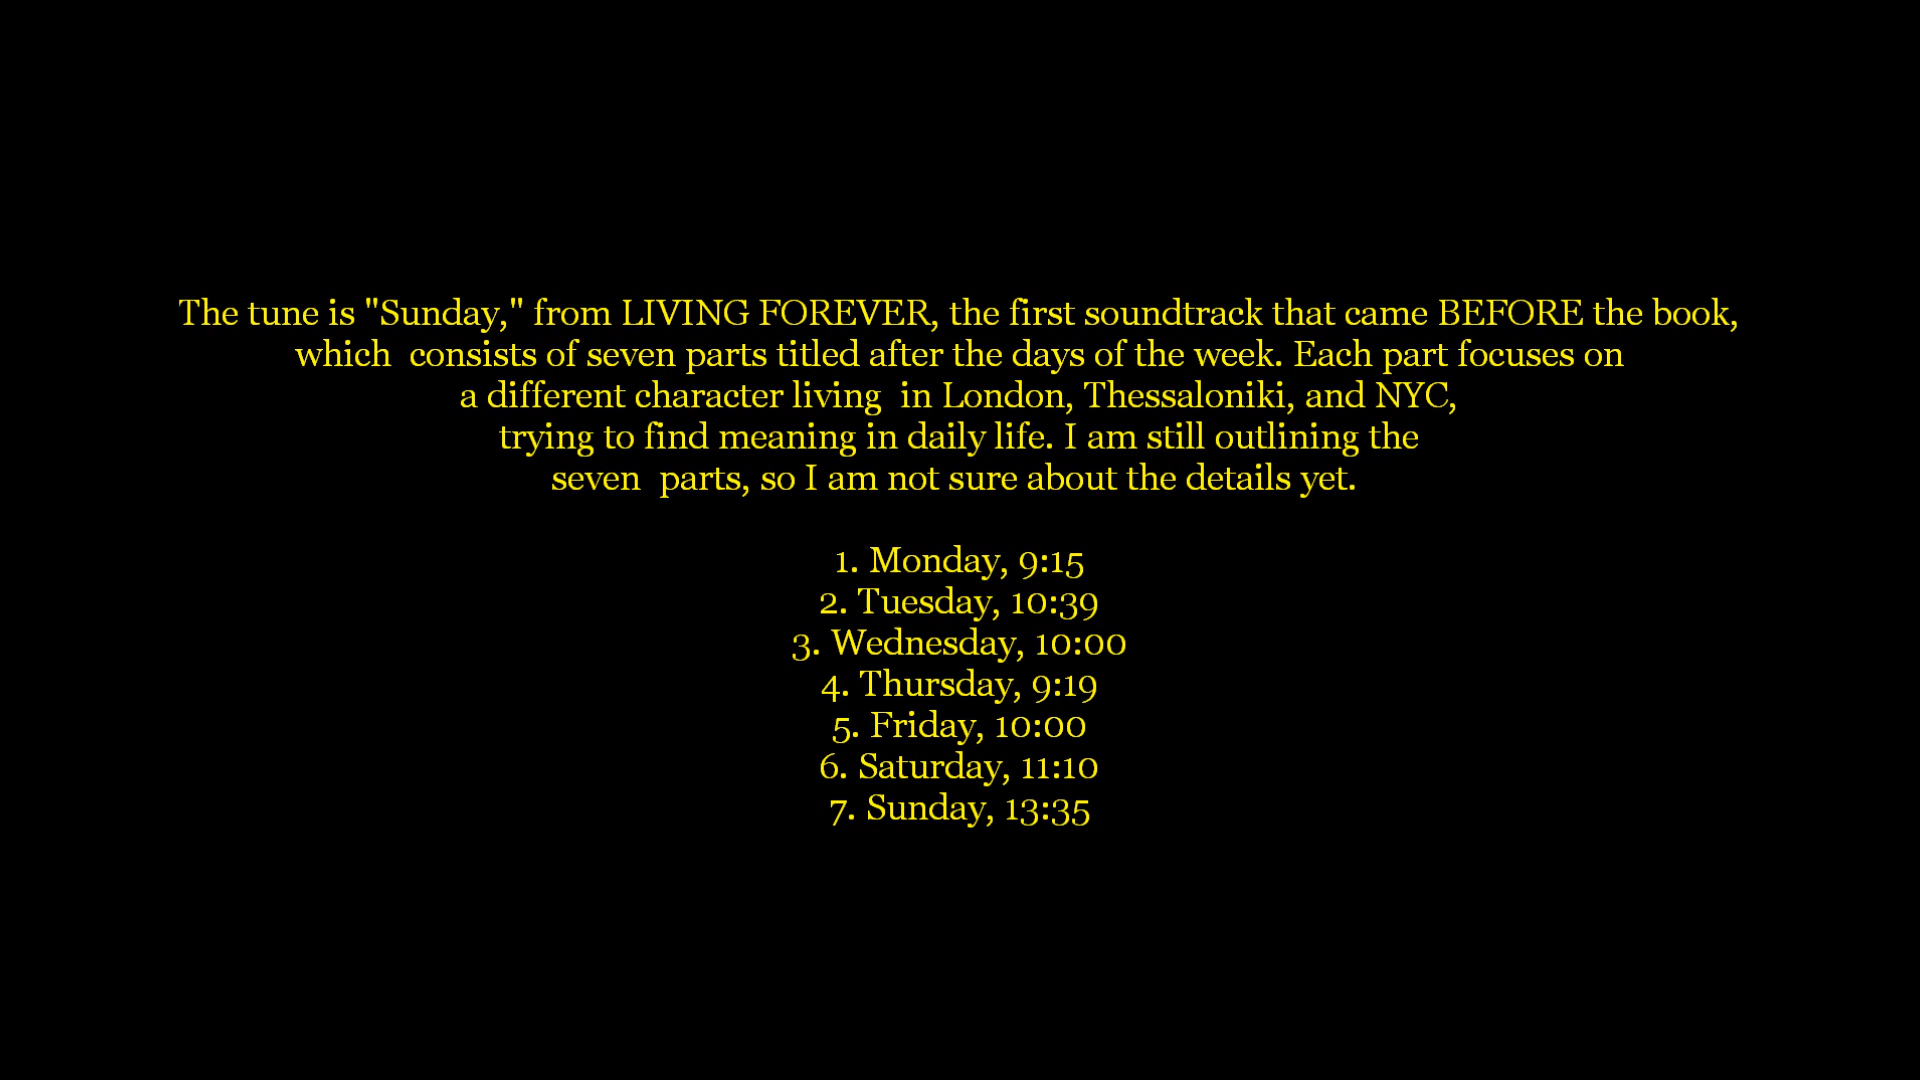 The tune is "Sunday," from LIVING FOREVER, the first soundtrack that came BEFORE the book,
which  consists of seven parts titled after the days of the week. Each part focuses on
a different character living  in London, Thessaloniki, and NYC,
trying to find meaning in daily life. I am still outlining the
seven  parts, so I am not sure about the details yet.

1. Monday, 9:15
2. Tuesday, 10:39
3. Wednesday, 10:00
4. Thursday, 9:19
5. Friday, 10:00
6. Saturday, 11:10
7. Sunday, 13:35